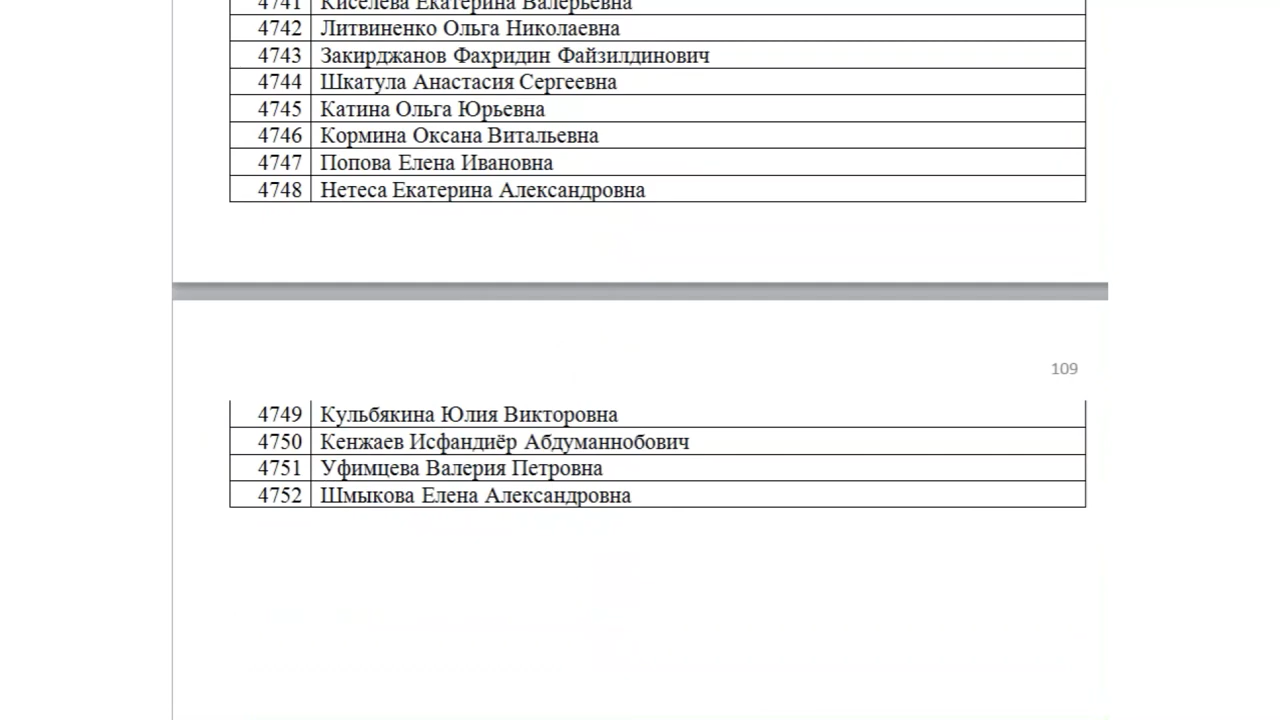 4741 Киселева Екатерина Валерьевна
4742 Литвиненко Ольга Николаевна
4743 Закирджанов Фахридин Файзилдинович
4744 Шкатула Анастасия Сергеевна
4745 Катина Ольга Юрьевна
4746 Кормина Оксана Витальевна
4747 Попова Елена Ивановна
4748 Нетеса Екатерина Александровна
109
4749 Кульбякина Юлия Викторовна
4750 Кенжаев Исфандиёр Абдуманнобович
4751 Уфимцева Валерия Петровна
4752 Шмыкова Елена Александровна